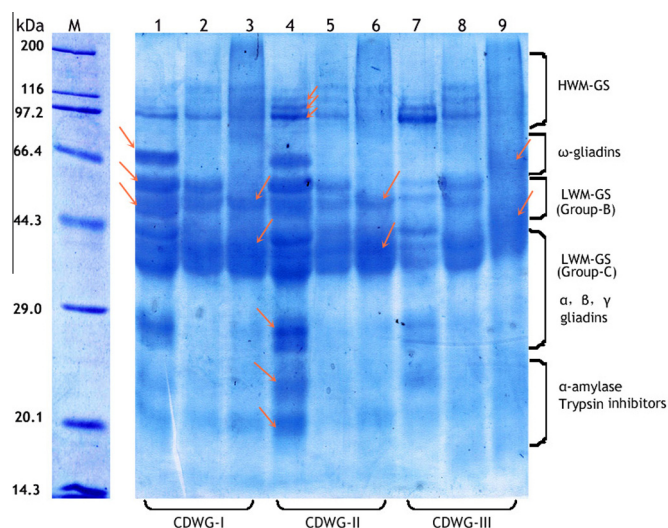 kDa M 1 2 3 4 5 6 7 8 9
200
116
97.2
66.4
44.3
29.0
20.1
14.3
HWM-GS
ω-gliadins
LWM-GS
(Group-B)
LWM-GS
(Group-C)
α, β, γ
gliadins
α-amylase
Trypsin inhibitors
CDWG-I CDWG-II CDWG-III